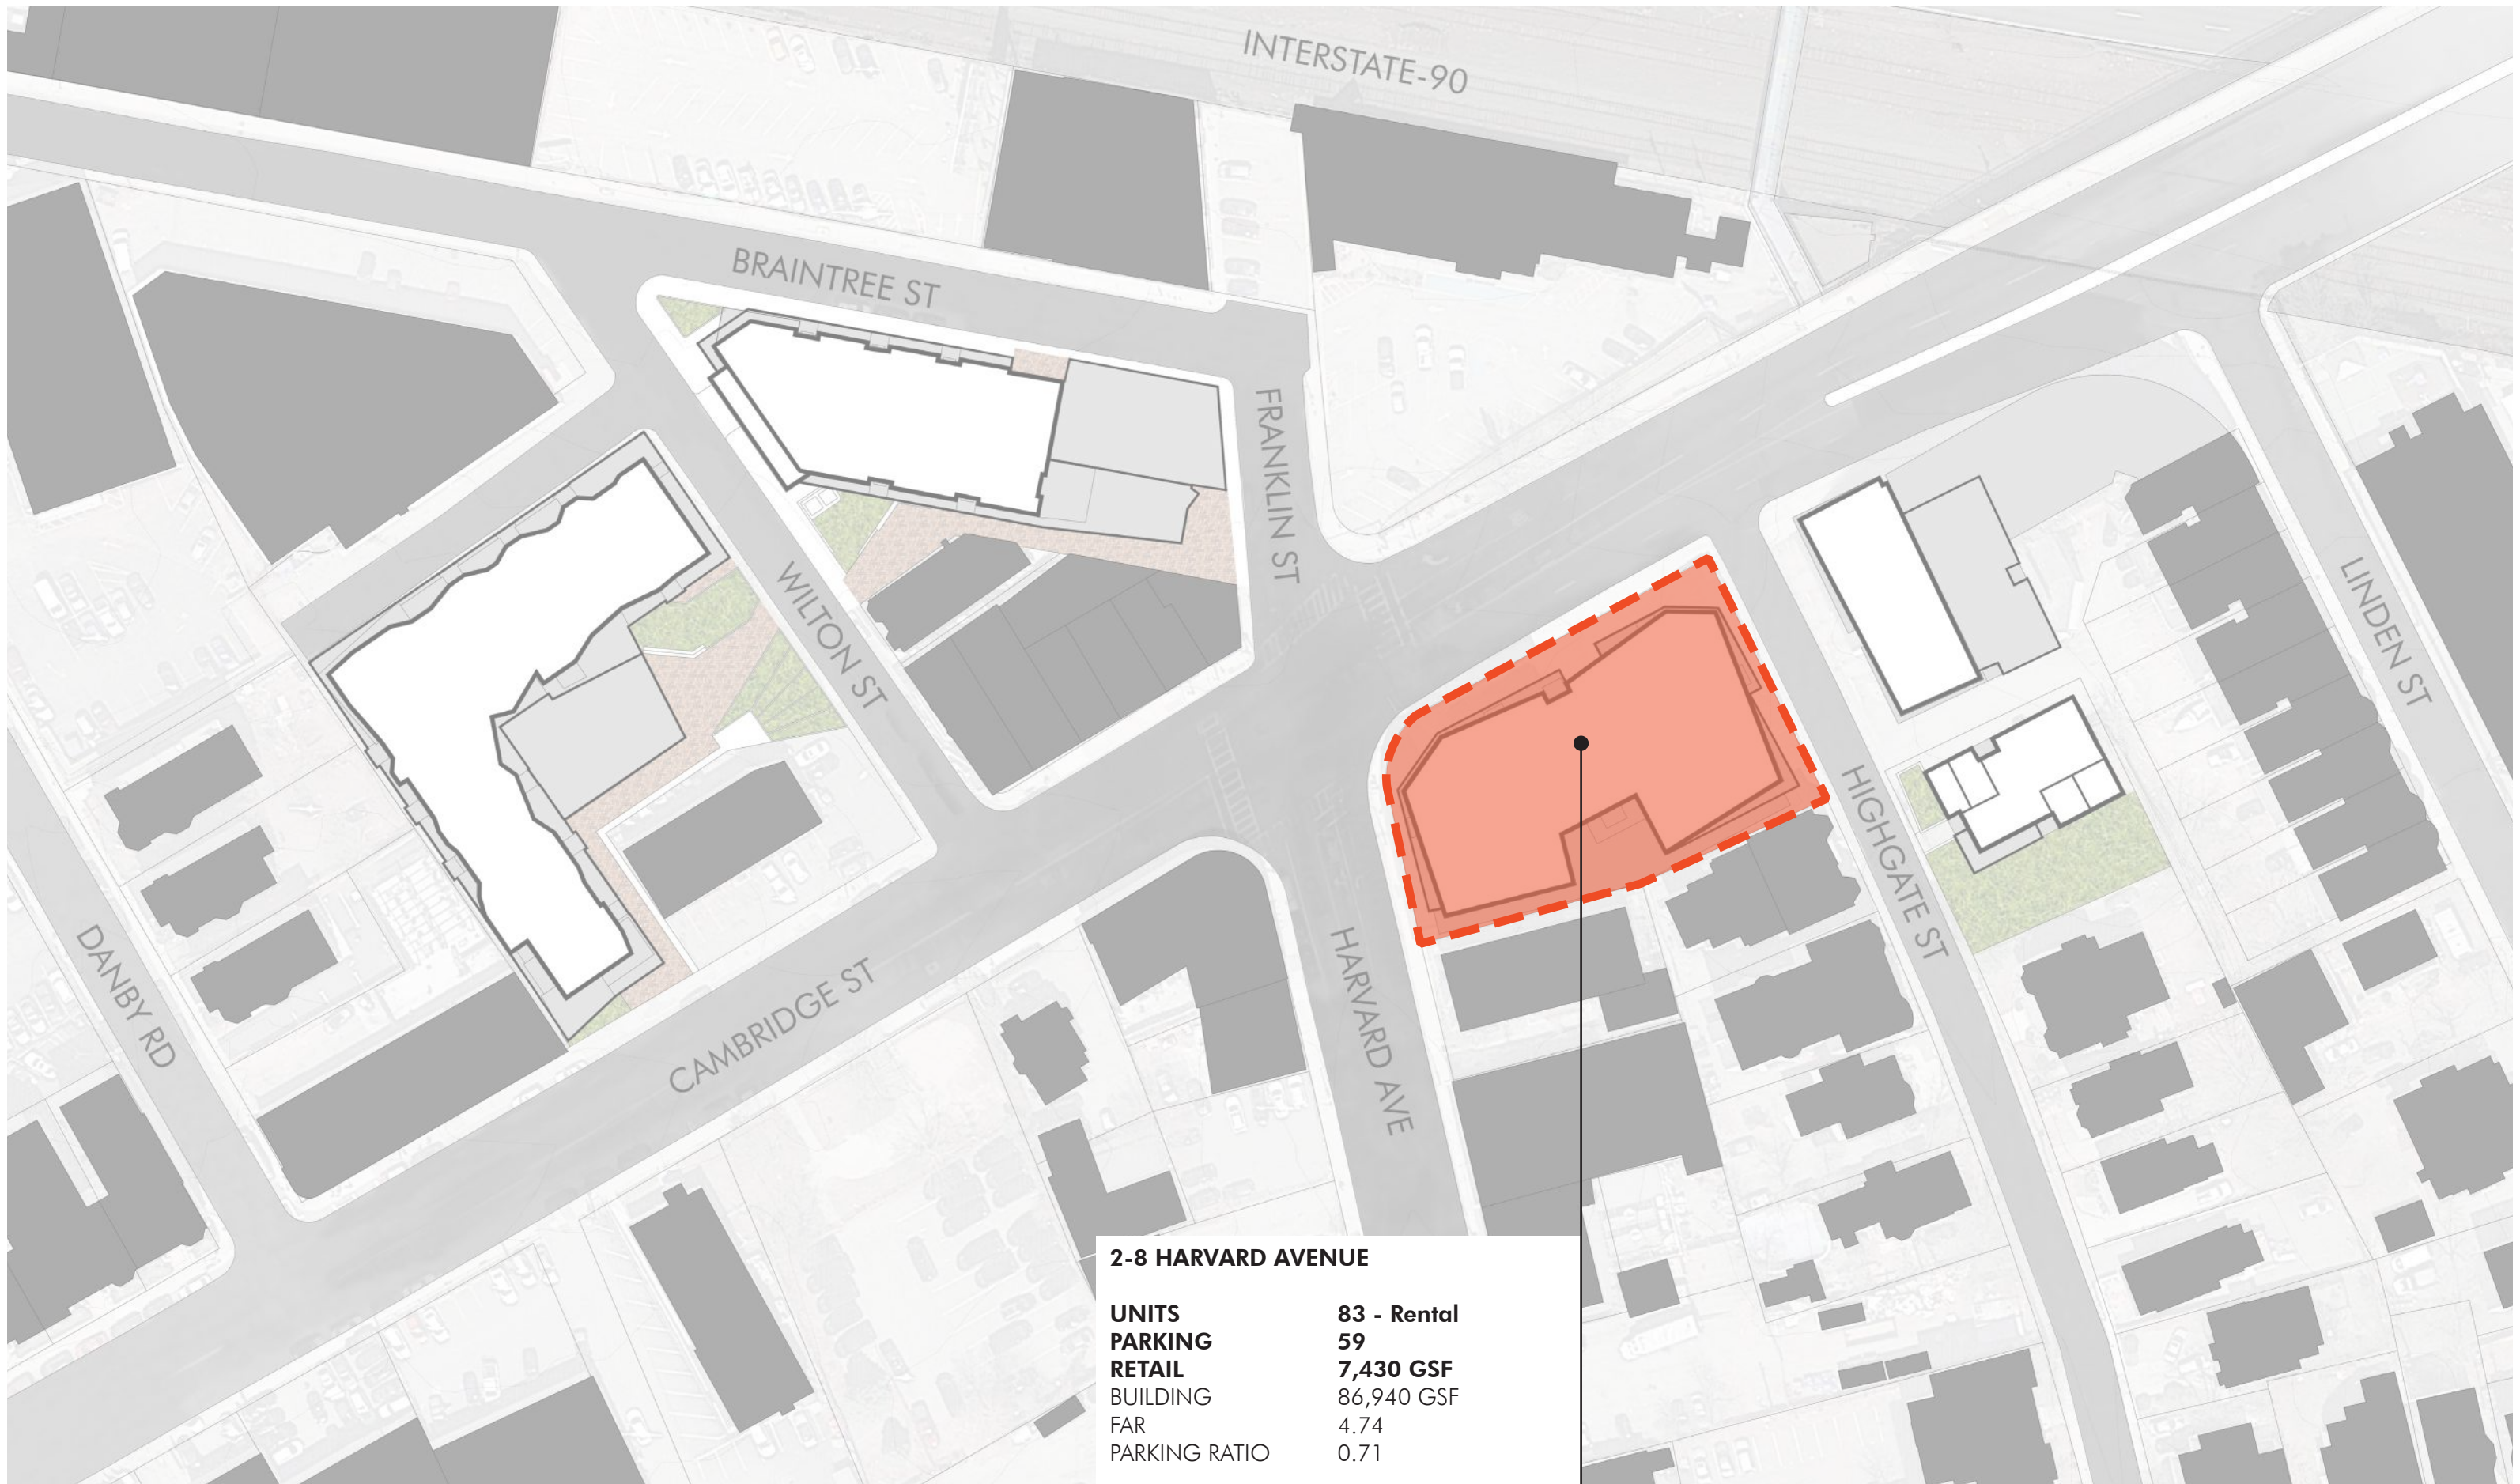 INTERSTATE-90
BRAINTREE ST
FRANKLIN ST
WILTON ST
LINDEN ST
HIGHGATE ST
DANBY RD
CAMBRIDGE ST
HARVARD AVE
2-8 HARVARD AVENUE
UNITS 83 - Rental
PARKING 59
RETAIL 7,430 GSF
BUILDING 86,940 GSF
FAR 4.74
PARKING RATIO 0.71